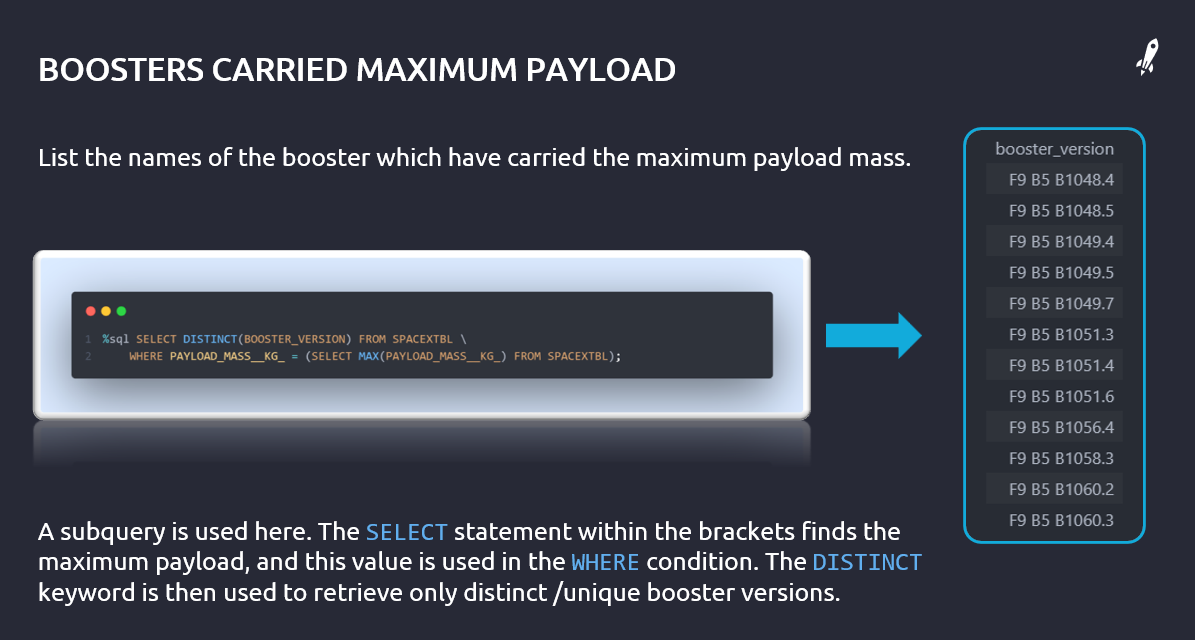 BOOSTERS CARRIED MAXIMUM PAYLOAD
List the names of the booster which have carried the maximum payload mass.
1 %sql SELECT DISTINCT(BOOSTER_VERSION) FROM SPACEXTBL \
2 WHERE PAYLOAD_MASS__KG_ = (SELECT MAX(PAYLOAD_MASS__KG_) FROM SPACEXTBL);
booster_version
F9 B5 B1048.4
F9 B5 B1048.5
F9 B5 B1049.4
F9 B5 B1049.5
F9 B5 B1049.7
F9 B5 B1051.3
F9 B5 B1051.4
F9 B5 B1051.6
F9 B5 B1056.4
F9 B5 B1058.3
F9 B5 B1060.2
F9 B5 B1060.3
A subquery is used here. The SELECT statement within the brackets finds the
maximum payload, and this value is used in the WHERE condition. The DISTINCT
keyword is then used to retrieve only distinct /unique booster versions.